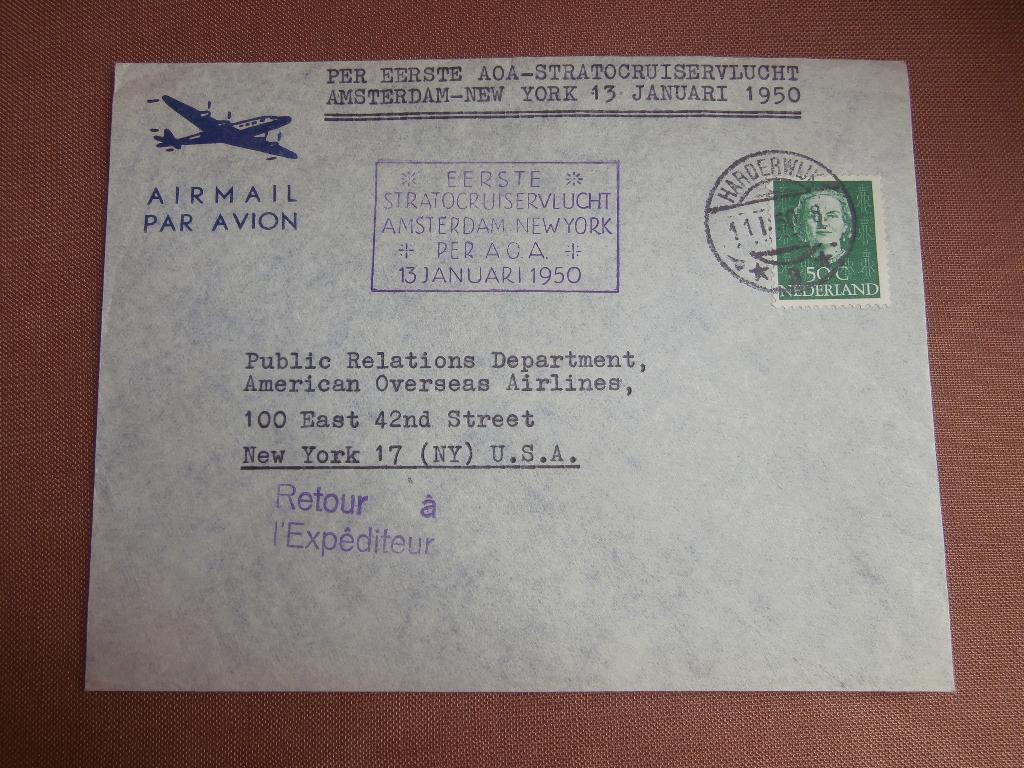 PER EERSTE AOA-STRATOCRUISERVLUCHT
AMSTERDAM-NEW YORK 13 JANUARI 1950
AIRMAIL
PAR AVION
EERSTE
STRATOCRUISERVLUCHT
AMSTERDAM-NEW YORK
PER A.O.A.
13 JANUARI 1950
HARDERWIJK
50C
NEDERLAND
Public Relations Department,
American Overseas Airlines,
100 East 42nd Street
New York 17 (NY) U.S.A.
Retour à
l'Expéditeur